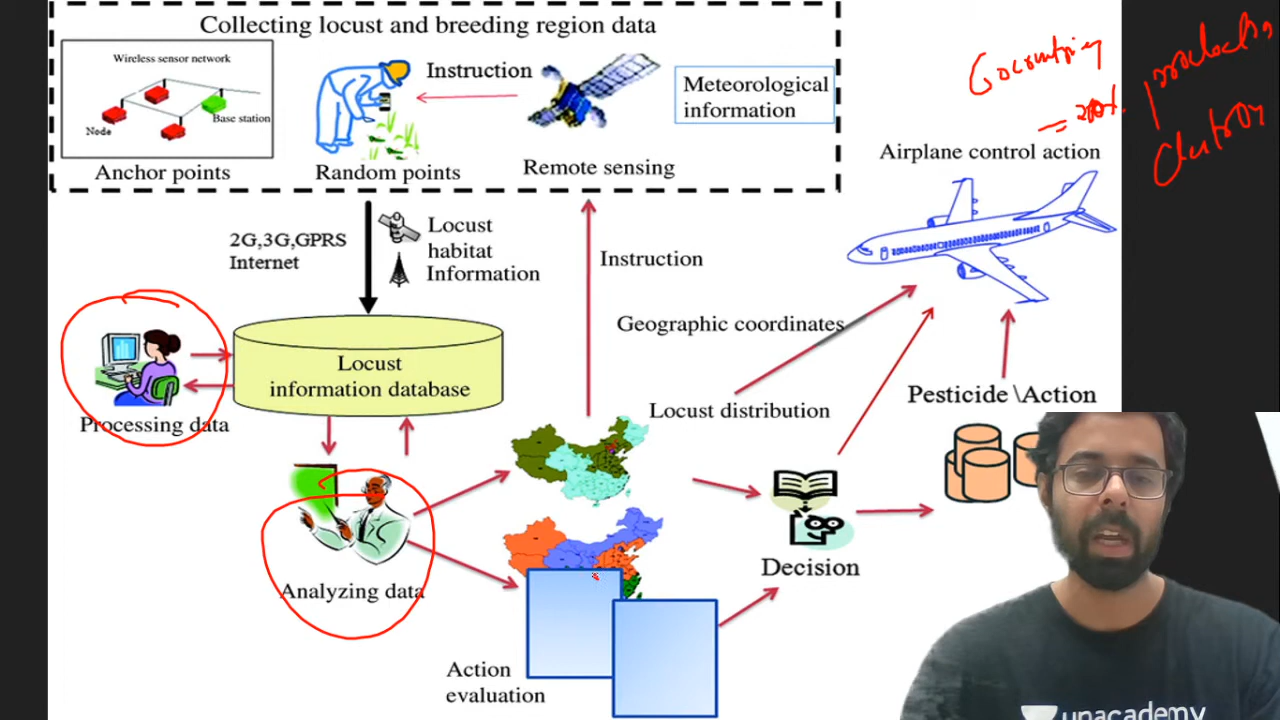 Collecting locust and breeding region data
Wireless sensor network
Node
Base station
Anchor points
Instruction
Random points
Remote sensing
Meteorological
information
Airplane control action
2G,3G,GPRS
Internet
Locust
habitat
Information
Instruction
Geographic coordinates
Locust
information database
Processing data
Locust distribution
Pesticide \Action
Analyzing data
Decision
Action
evaluation
unacademy